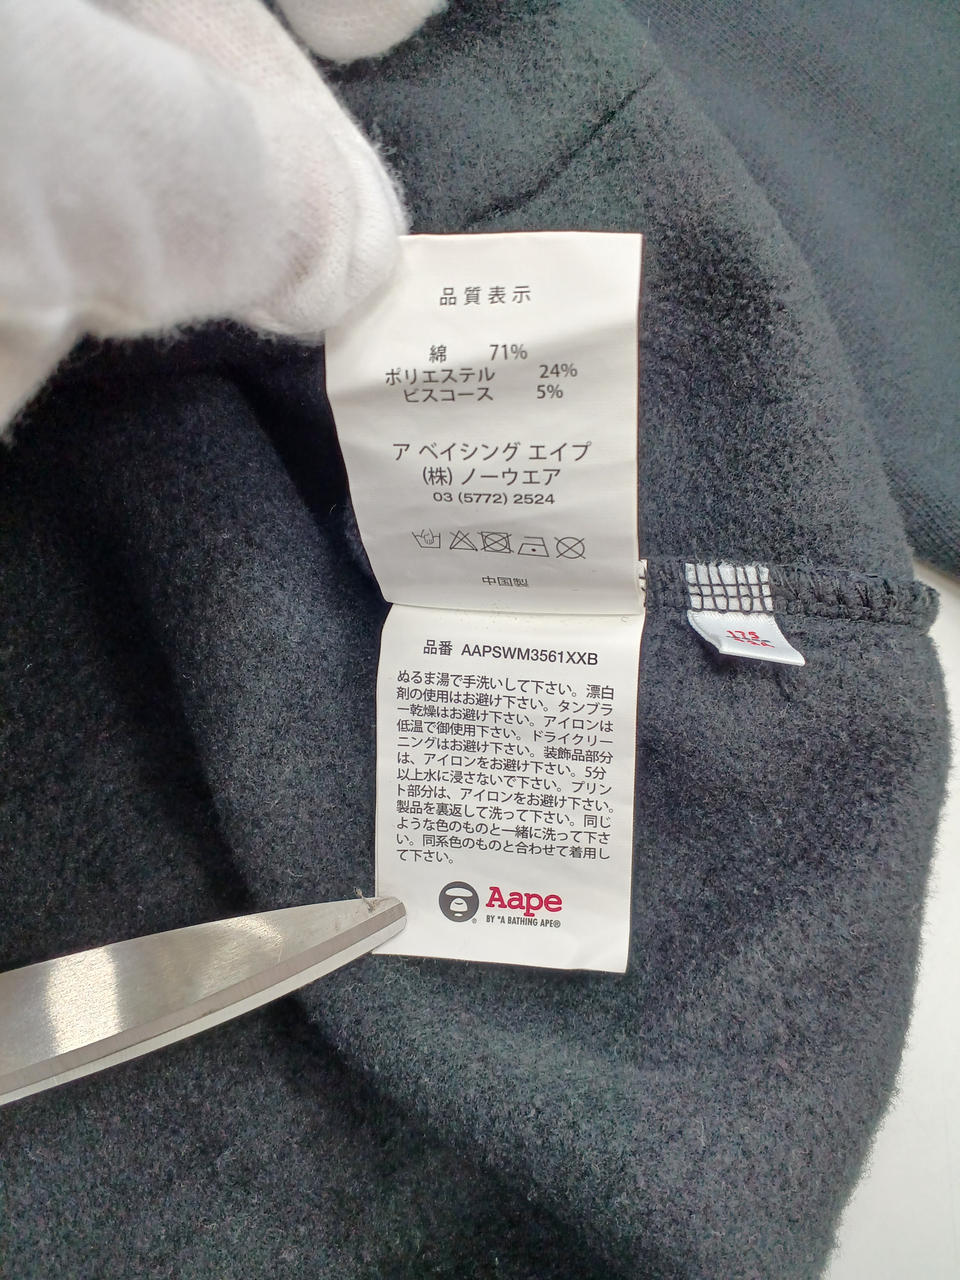 品質表示
綿 71%
ポリエステル 24%
ビスコース 5%
ア ベイシング エイプ
(株) ノーウエア
03 (5772) 2524
中国製
品番 AAPSWM3561XXB
ぬるま湯で手洗いして下さい。漂白
剤の使用はお避け下さい。タンブラ
ー乾燥はお避け下さい。アイロンは
低温で御使用下さい。ドライクリー
ニングはお避け下さい。装飾品部分
は、アイロンをお避け下さい。5分
以上水に浸さないで下さい。プリン
ト部分は、アイロンをお避け下さい。
製品を裏返して洗って下さい。同じ
ような色のものと一緒に洗って下さ
い。同系色のものと合わせて着用し
て下さい。
Aape
BY *A BATHING APE®
175